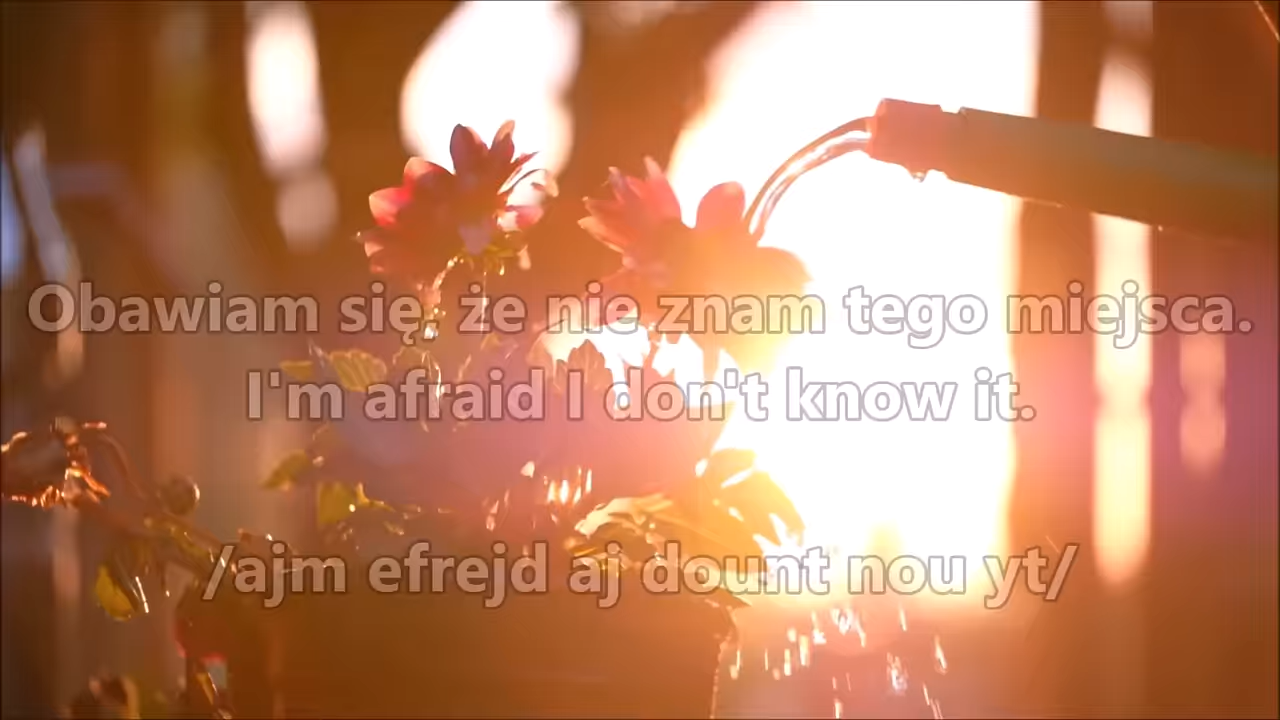 Obawiam się, że nie znam tego miejsca.
I'm afraid I don't know it.
/ajm efrejd aj dount nou yt/